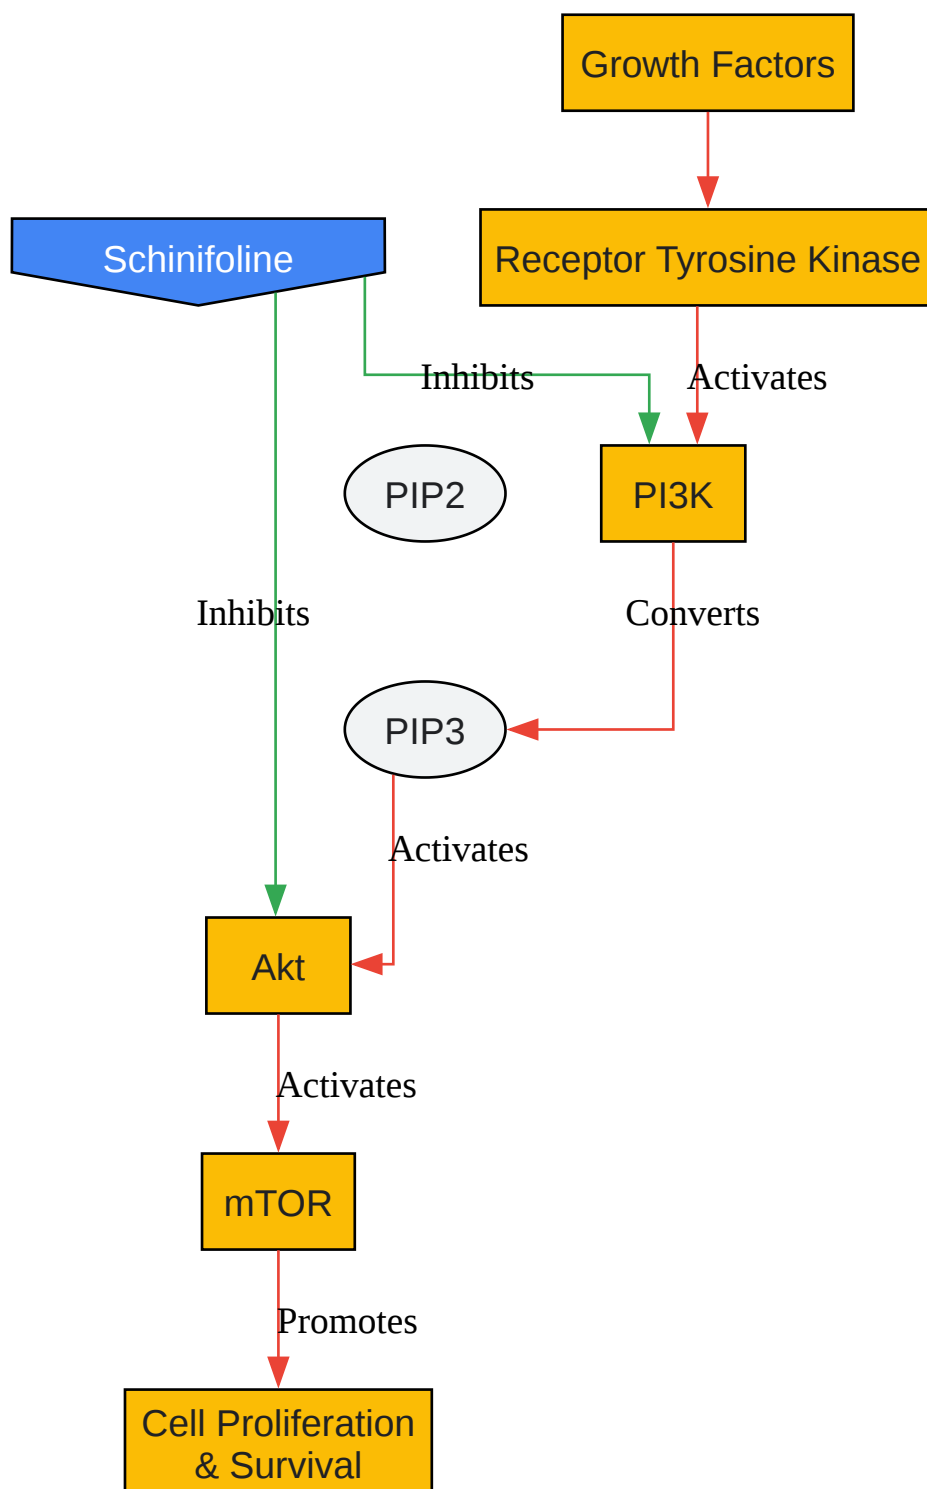 Growth Factors
Schinifoline
Receptor Tyrosine Kinase
Inhibits
Activates
PIP2
PI3K
Inhibits
Converts
PIP3
Activates
Akt
Activates
mTOR
Promotes
Cell Proliferation
& Survival